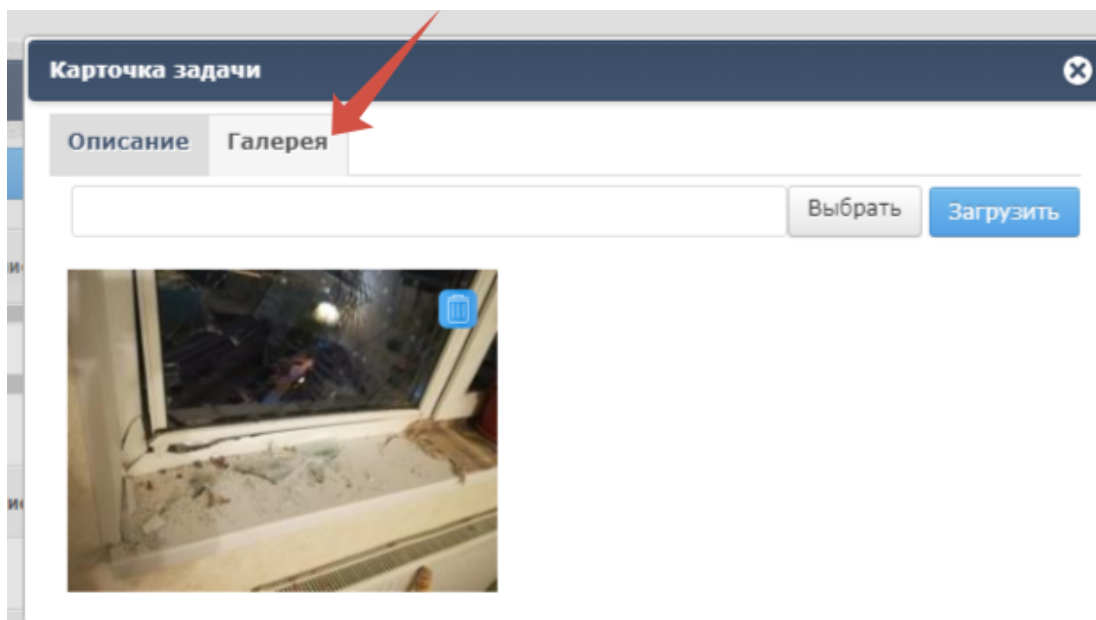 Карточка задачи
Описание Галерея
Выбрать Загрузить